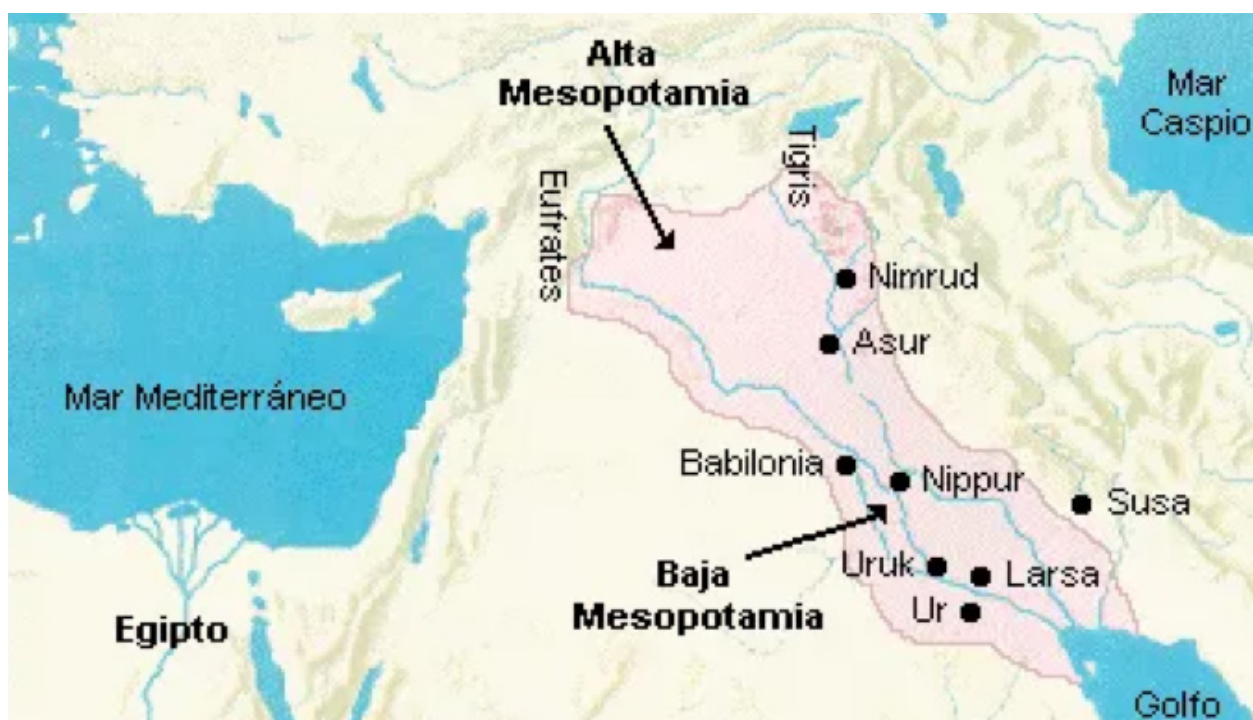 Alta
Mesopotamia
Mar
Caspio
Tigris
Eufrates
Nimrud
Asur
Mar Mediterráneo
Babilonia
Nippur
Susa
Baja
Mesopotamia
Uruk
Larsa
Ur
Egipto
Golfo